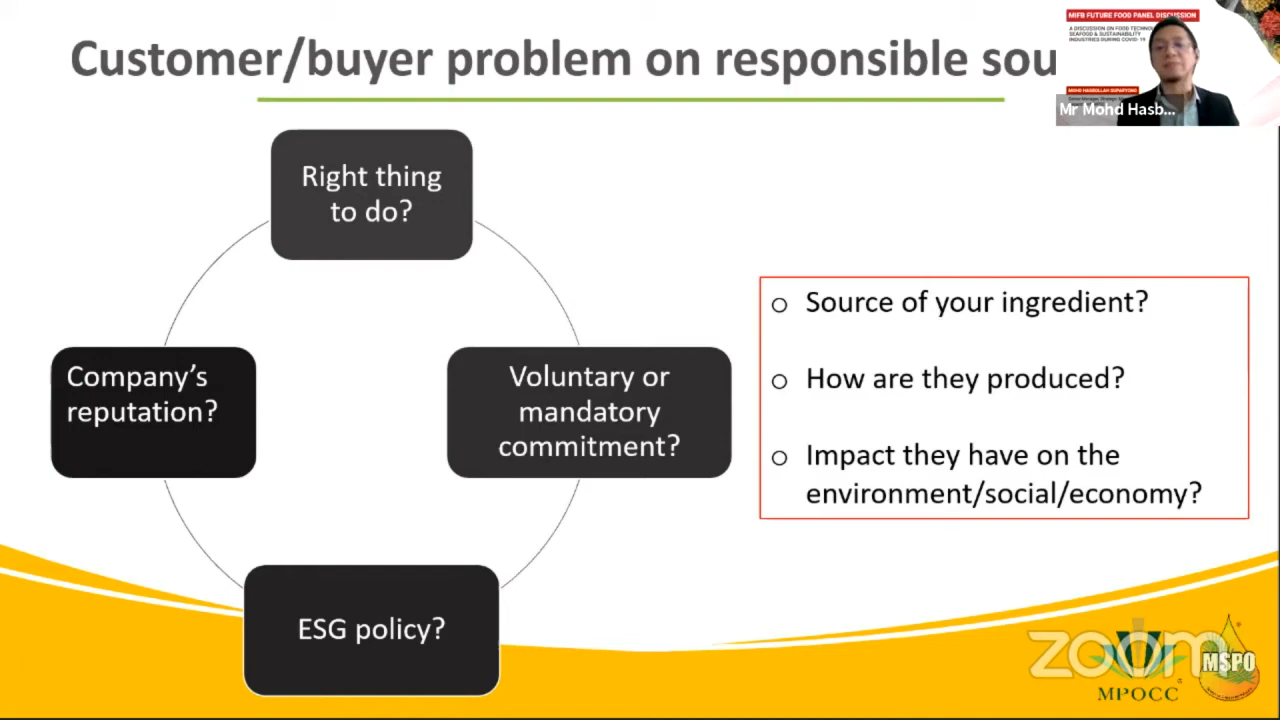 Customer/buyer problem on responsible sou
MIFB FUTURE FOOD PANEL DISCUSSION
A DISCUSSION ON FOOD TECHNO
SEAFOOD & SUSTAINABILITY
INDUSTRIES DURING COVID-19
MOHD HASBOLLAH SUPARYONO
Mr Mohd Hasb...
Right thing
to do?
Company's
reputation?
Voluntary or
mandatory
commitment?
ESG policy?
o Source of your ingredient?
o How are they produced?
o Impact they have on the
environment/social/economy?
zoom
MPOCC
MSPO